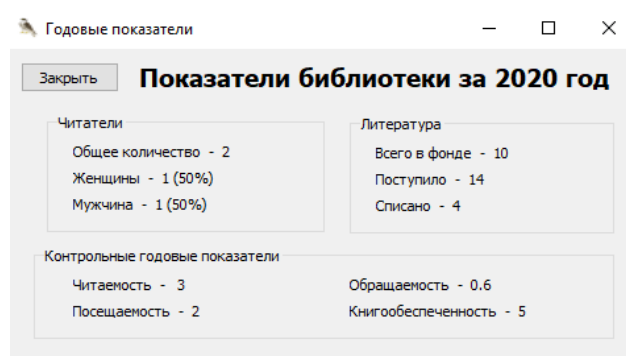 Годовые показатели
Закрыть
Показатели библиотеки за 2020 год
Читатели
Общее количество - 2
Женщины - 1 (50%)
Мужчина - 1 (50%)
Литература
Всего в фонде - 10
Поступило - 14
Списано - 4
Контрольные годовые показатели
Читаемость - 3
Посещаемость - 2
Обращаемость - 0.6
Книгообеспеченность - 5